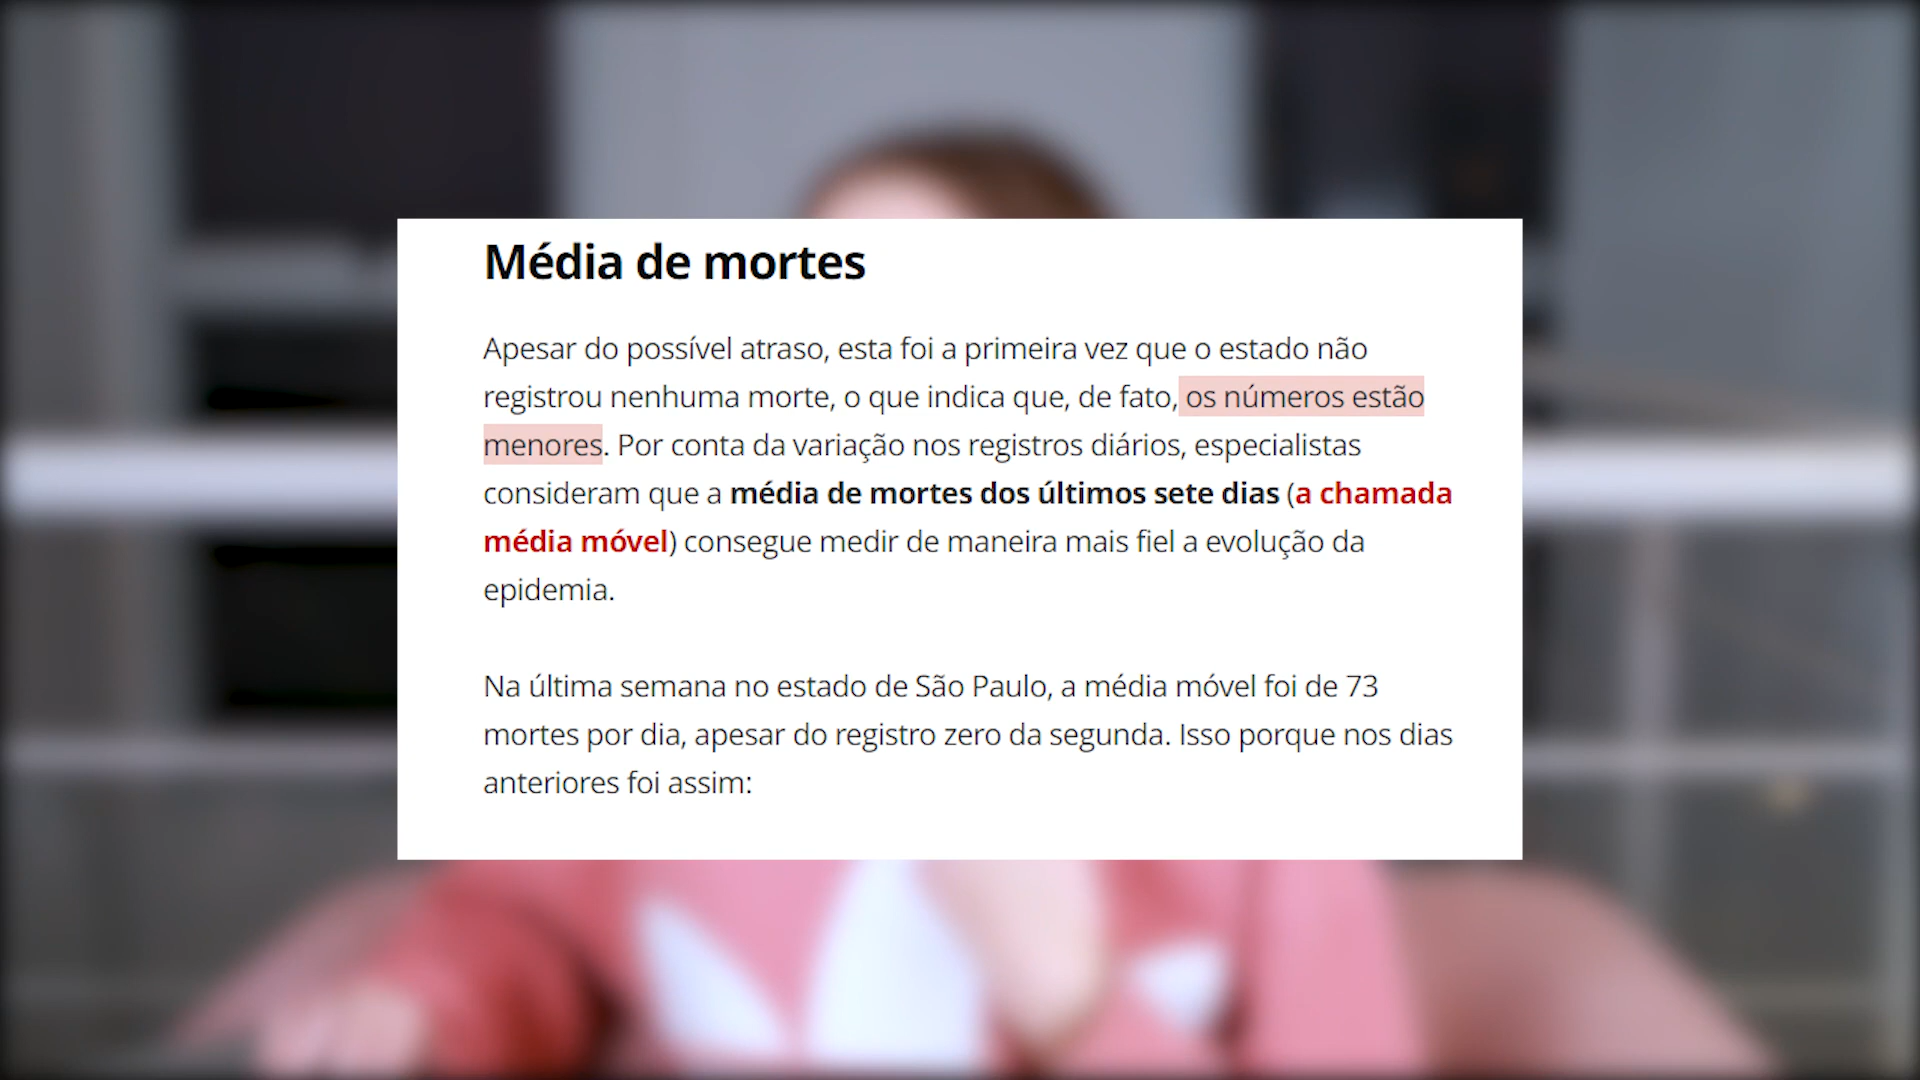 Média de mortes
Apesar do possível atraso, esta foi a primeira vez que o estado não
registrou nenhuma morte, o que indica que, de fato, os números estão
menores. Por conta da variação nos registros diários, especialistas
consideram que a média de mortes dos últimos sete dias (a chamada
média móvel) consegue medir de maneira mais fiel a evolução da
epidemia.
Na última semana no estado de São Paulo, a média móvel foi de 73
mortes por dia, apesar do registro zero da segunda. Isso porque nos dias
anteriores foi assim: